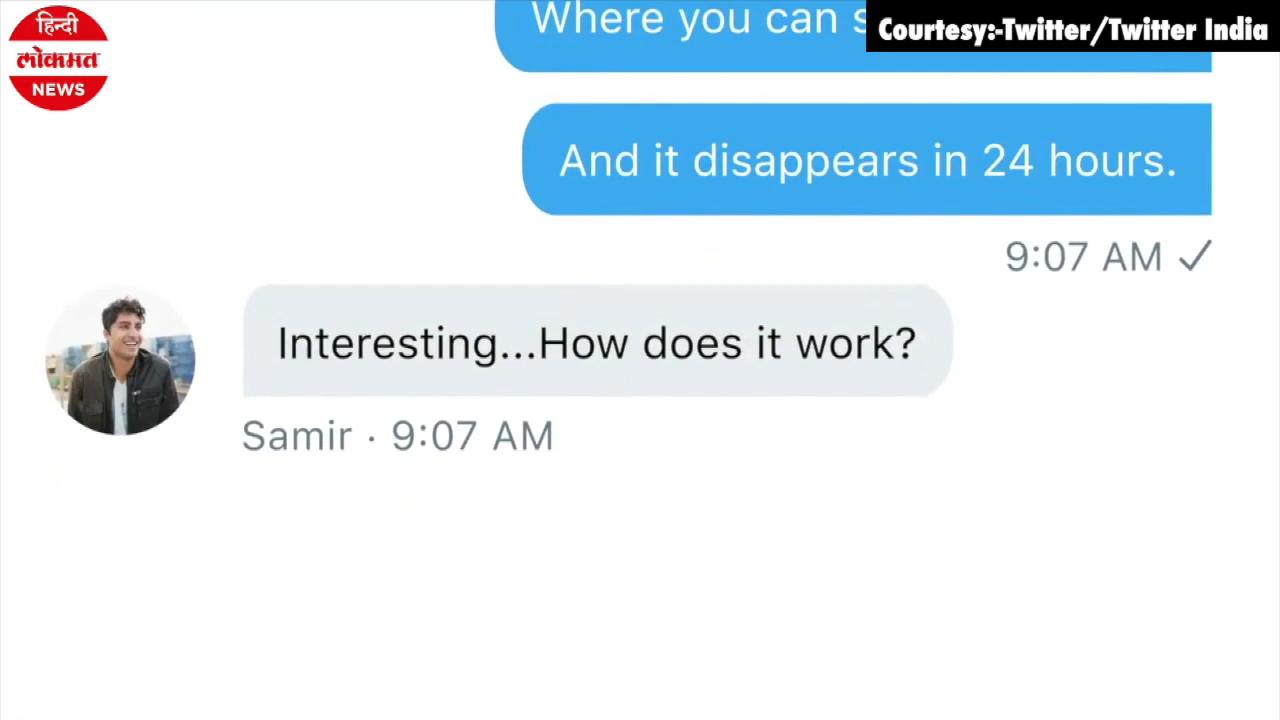 हिन्दी
लोकमत
NEWS
Courtesy:-Twitter/Twitter India
Where you can
And it disappears in 24 hours.
9:07 AM ✓
Interesting...How does it work?
Samir · 9:07 AM